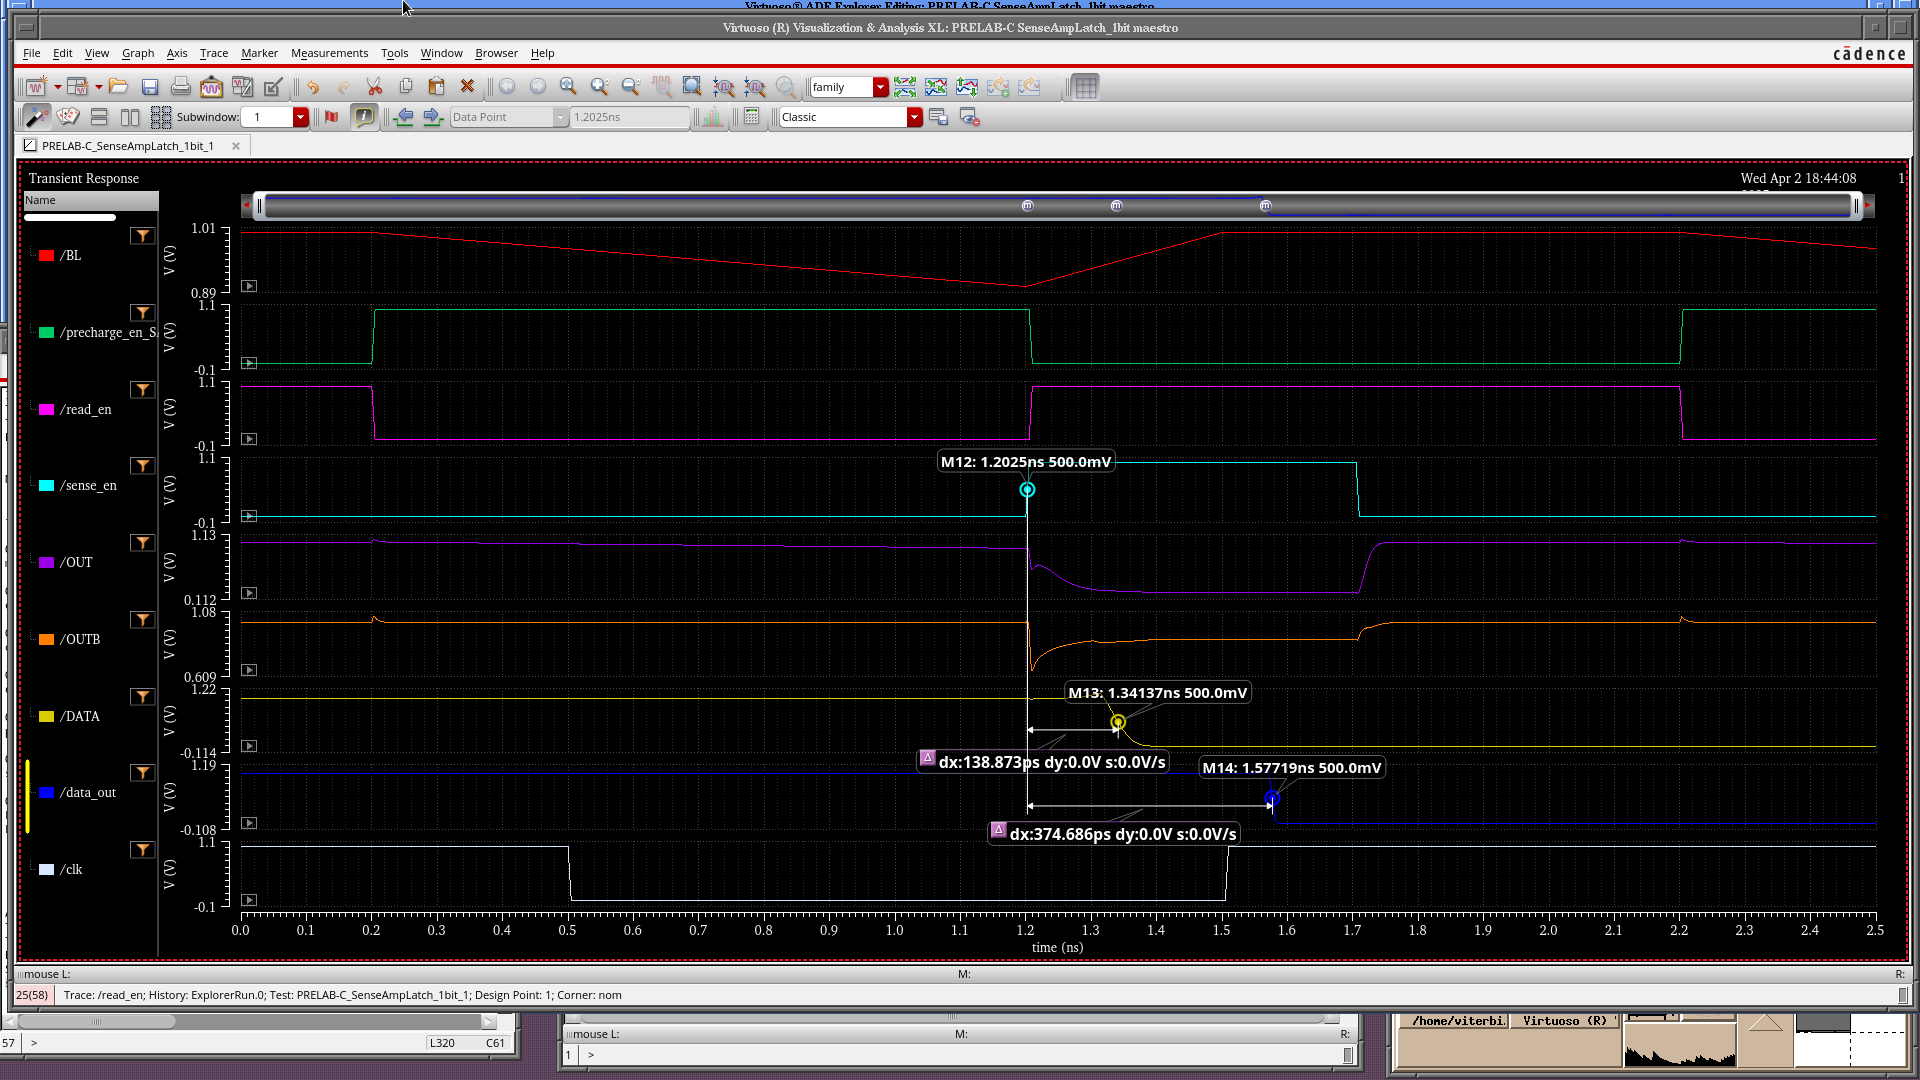 Virtuoso® ADE Explorer Editing: PRELAB-C SenseAmpLatch_1bit maestro
Virtuoso (R) Visualization & Analysis XL: PRELAB-C SenseAmpLatch_1bit maestro
File Edit View Graph Axis Trace Marker Measurements Tools Window Browser Help
cādence
family
Subwindow: 1 Data Point 1.2025ns Classic
PRELAB-C_SenseAmpLatch_1bit_1
Transient Response Wed Apr 2 18:44:08 1
Name
/BL V (V) 1.01 0.89
/precharge_en_S V (V) 1.1 -0.1
/read_en V (V) 1.1 -0.1
/sense_en V (V) 1.1 -0.1
M12: 1.2025ns 500.0mV
/OUT V (V) 1.13 0.112
/OUTB V (V) 1.08 0.609
/DATA V (V) 1.22 -0.114
M13: 1.34137ns 500.0mV
dx:138.873ps dy:0.0V s:0.0V/s
/data_out V (V) 1.19 -0.108
M14: 1.57719ns 500.0mV
dx:374.686ps dy:0.0V s:0.0V/s
/clk V (V) 1.1 -0.1
0.0 0.1 0.2 0.3 0.4 0.5 0.6 0.7 0.8 0.9 1.0 1.1 1.2 1.3 1.4 1.5 1.6 1.7 1.8 1.9 2.0 2.1 2.2 2.3 2.4 2.5
time (ns)
mouse L: M: R:
25(58) Trace: /read_en; History: ExplorerRun.0; Test: PRELAB-C_SenseAmpLatch_1bit_1; Design Point: 1; Corner: nom
57 > L320 C61
mouse L: M: R:
1 >
/home/viterbi. Virtuoso (R)